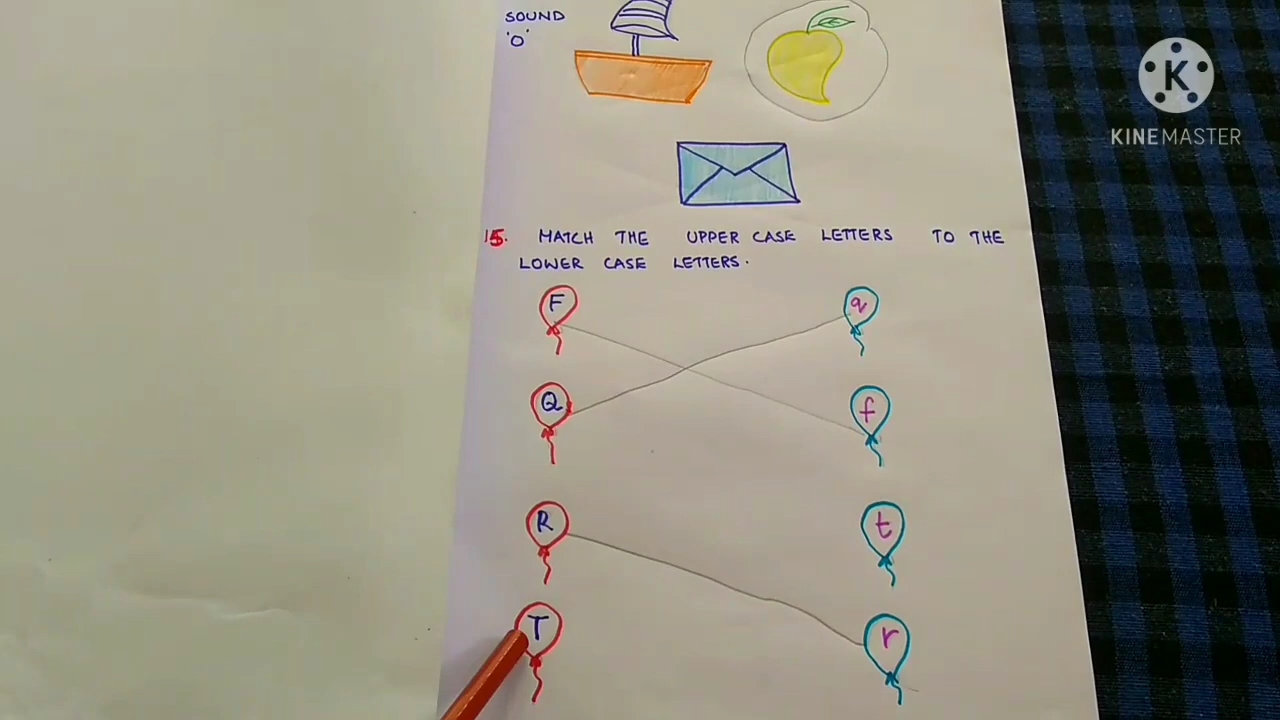 SOUND
'O'
K
KINEMASTER
15. MATCH THE UPPER CASE LETTERS TO THE
LOWER CASE LETTERS.
F q
Q f
R t
T r